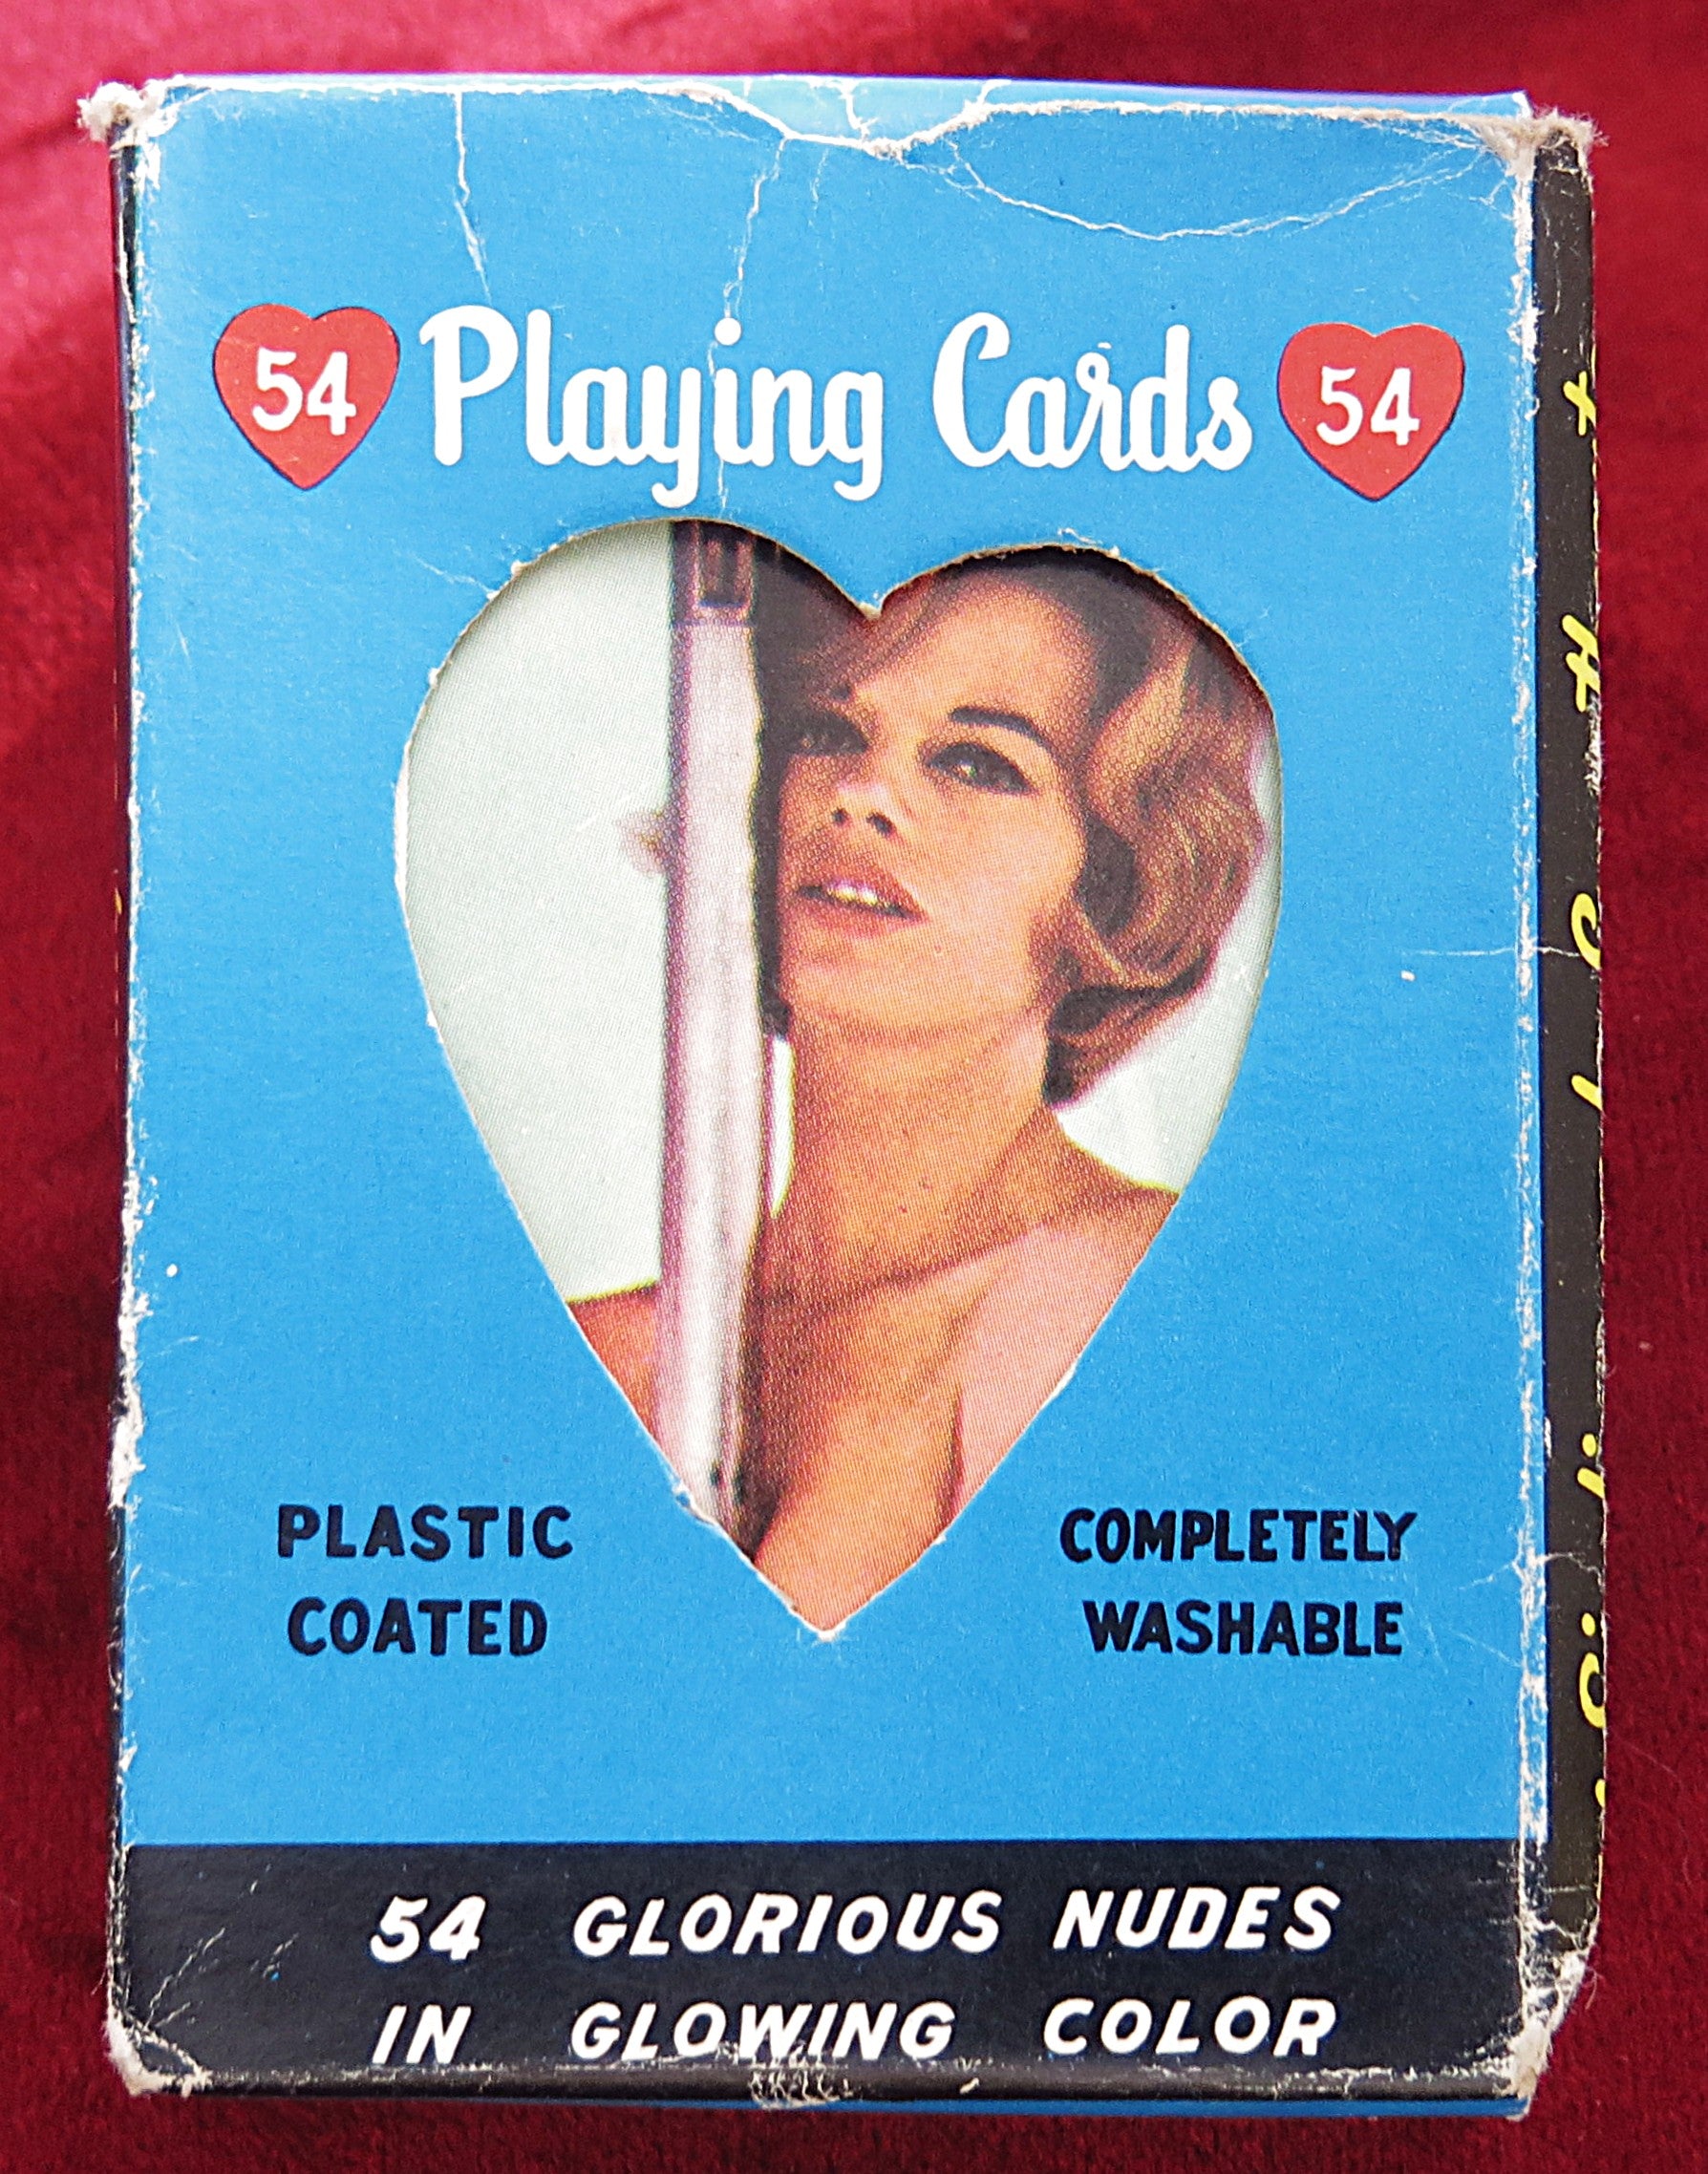 54 Playing Cards 54
PLASTIC
COATED
COMPLETELY
WASHABLE
54 GLORIOUS NUDES
IN GLOWING COLOR